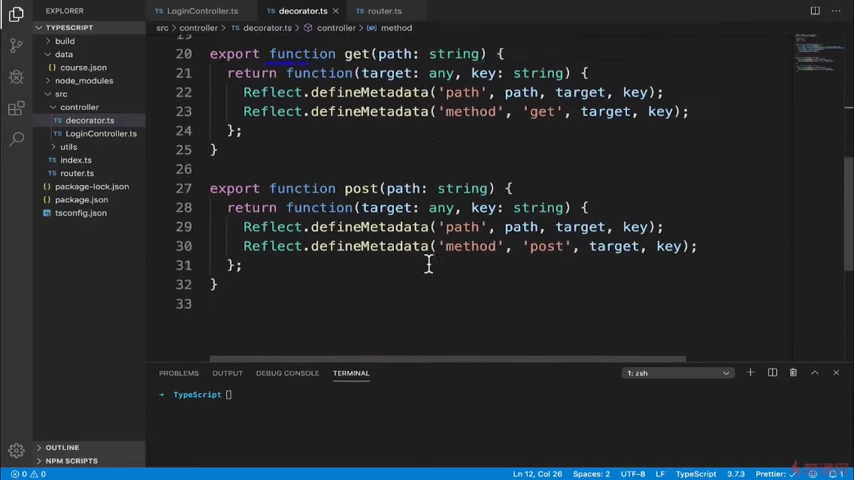 EXPLORER
LoginController.ts
decorator.ts
router.ts
TYPESCRIPT
src > controller > decorator.ts > controller > method
build
data
course.json
node_modules
src
controller
decorator.ts
LoginController.ts
utils
index.ts
router.ts
package-lock.json
package.json
tsconfig.json
OUTLINE
NPM SCRIPTS
20 export function get(path: string) {
21 return function(target: any, key: string) {
22 Reflect.defineMetadata('path', path, target, key);
23 Reflect.defineMetadata('method', 'get', target, key);
24 };
25 }
26
27 export function post(path: string) {
28 return function(target: any, key: string) {
29 Reflect.defineMetadata('path', path, target, key);
30 Reflect.defineMetadata('method', 'post', target, key);
31 };
32 }
33
PROBLEMS OUTPUT DEBUG CONSOLE TERMINAL 1: zsh
→ TypeScript
0 0 Ln 12, Col 26 Spaces: 2 UTF-8 LF TypeScript 3.7.3 Prettier: ✓ 1